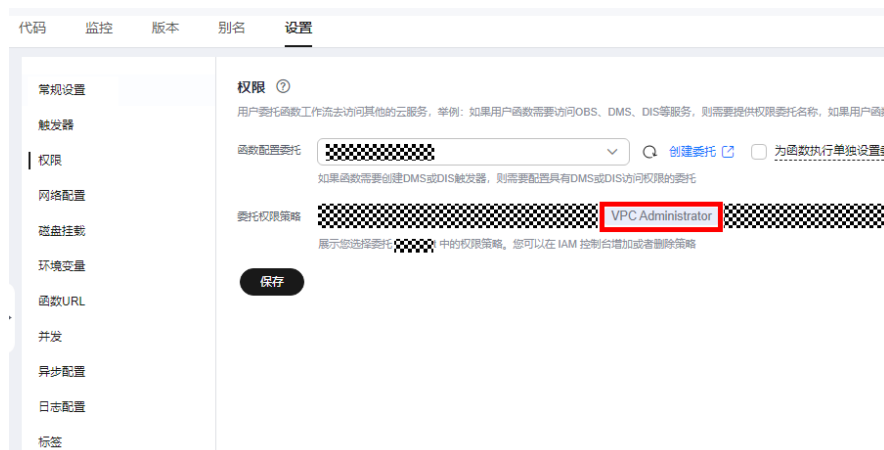 代码 监控 版本 别名 设置
常规设置
触发器
权限
网络配置
磁盘挂载
环境变量
函数URL
并发
异步配置
日志配置
标签
权限
用户委托函数工作流去访问其他的云服务，举例：如果用户函数需要访问OBS、DMS、DIS等服务，则需要提供权限委托名称，如果用户函
函数配置委托 创建委托 为函数执行单独设置
如果函数需要创建DMS或DIS触发器，则需要配置具有DMS或DIS访问权限的委托
委托权限策略 VPC Administrator
展示您选择委托 中的权限策略。您可以在 IAM 控制台增加或者删除策略
保存